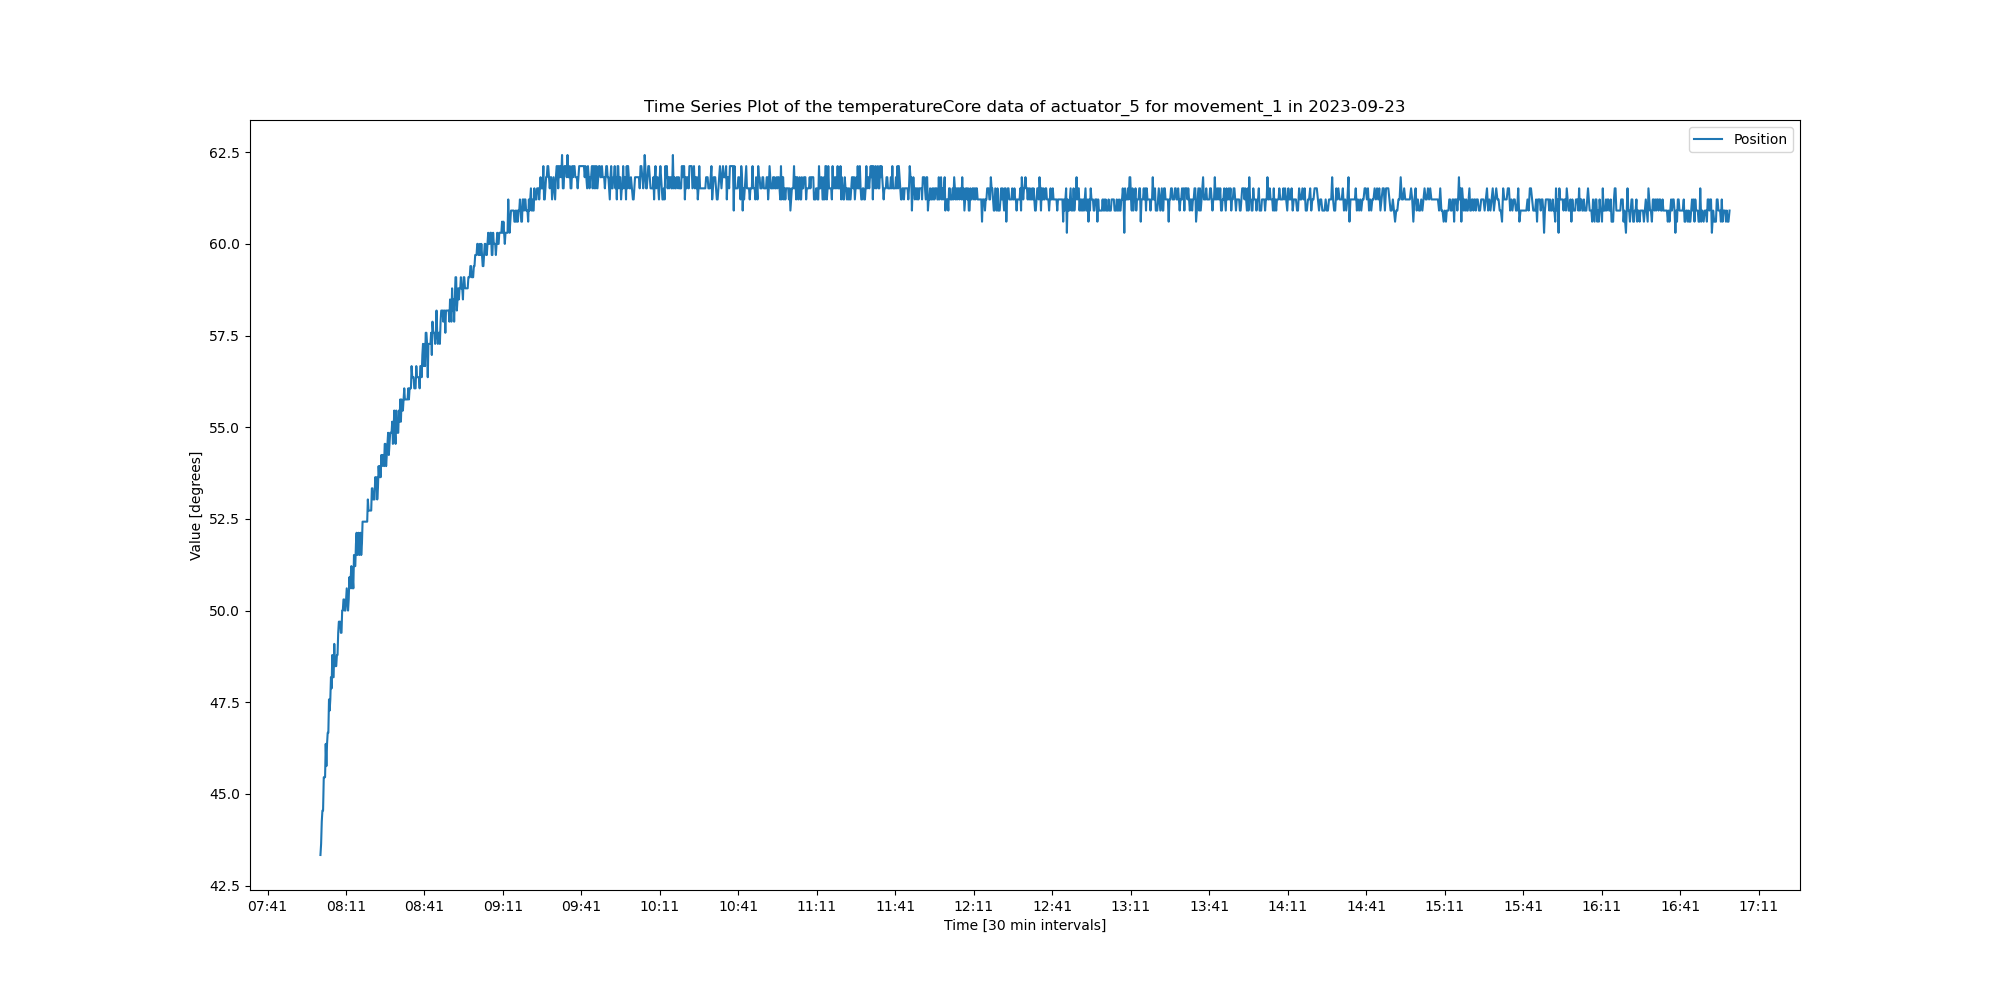 Time Series Plot of the temperatureCore data of actuator_5 for movement_1 in 2023-09-23
Position
62.5
60.0
57.5
55.0
52.5
50.0
47.5
45.0
42.5
Value [degrees]
07:41 08:11 08:41 09:11 09:41 10:11 10:41 11:11 11:41 12:11 12:41 13:11 13:41 14:11 14:41 15:11 15:41 16:11 16:41 17:11
Time [30 min intervals]